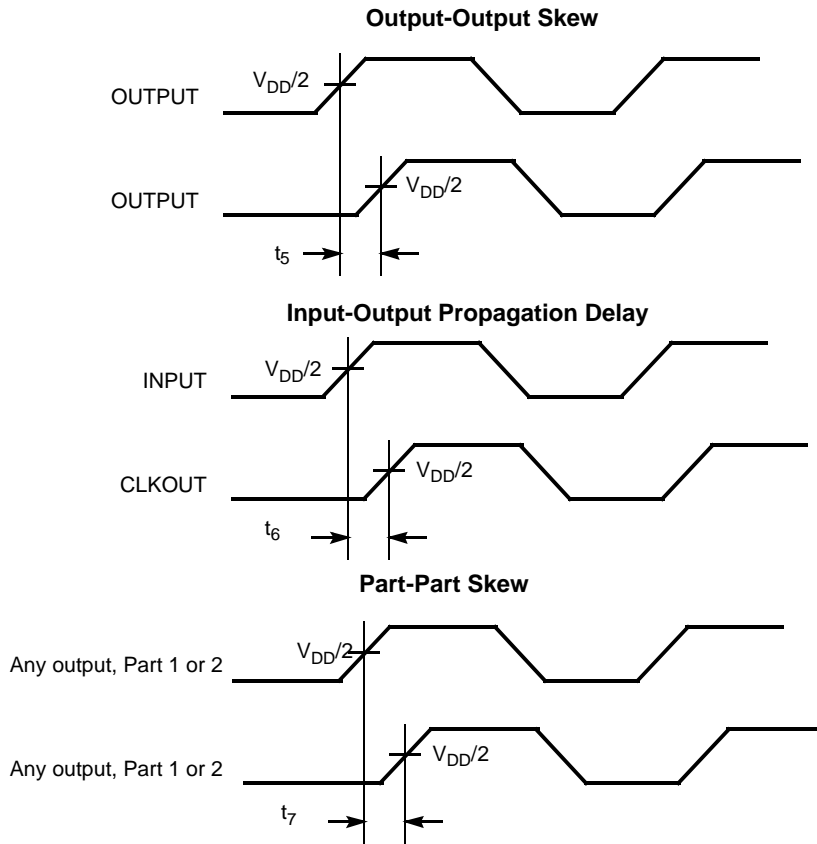 Output-Output Skew
V_DD/2
OUTPUT
OUTPUT
V_DD/2
t_5
Input-Output Propagation Delay
V_DD/2
INPUT
CLKOUT
V_DD/2
t_6
Part-Part Skew
V_DD/2
Any output, Part 1 or 2
Any output, Part 1 or 2
V_DD/2
t_7